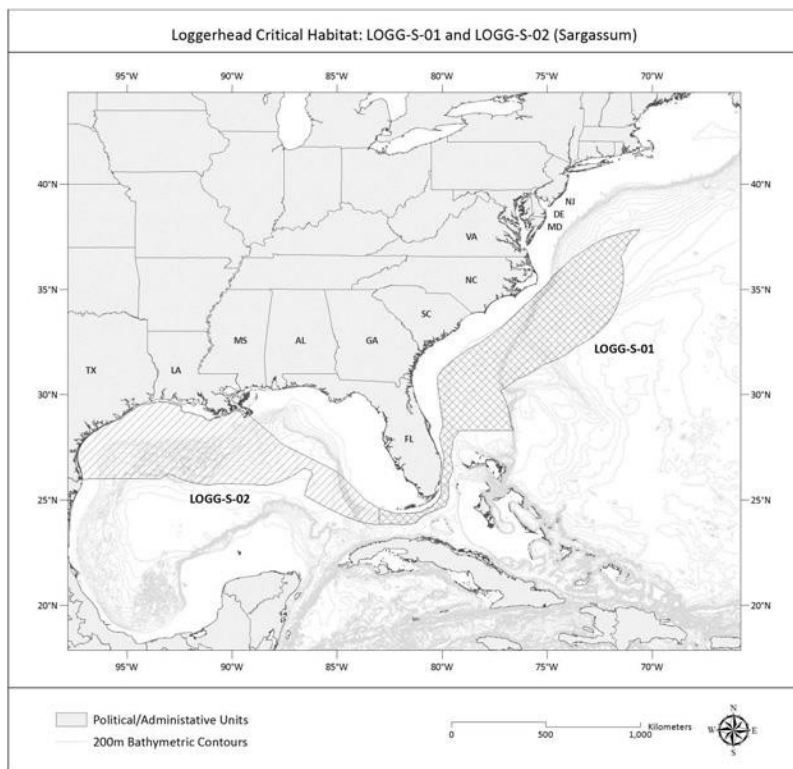 Loggerhead Critical Habitat: LOGG-S-01 and LOGG-S-02 (Sargassum)
95°W 90°W 85°W 80°W 75°W 70°W
40°N 40°N
NJ
DE
MD
VA
NC
35°N 35°N
SC
MS AL GA
LOGG-S-01
TX LA
30°N 30°N
FL
LOGG-S-02
25°N 25°N
20°N 20°N
95°W 90°W 85°W 80°W 75°W 70°W
Political/Administative Units
200m Bathymetric Contours
Kilometers
0 500 1,000
N
W E
S